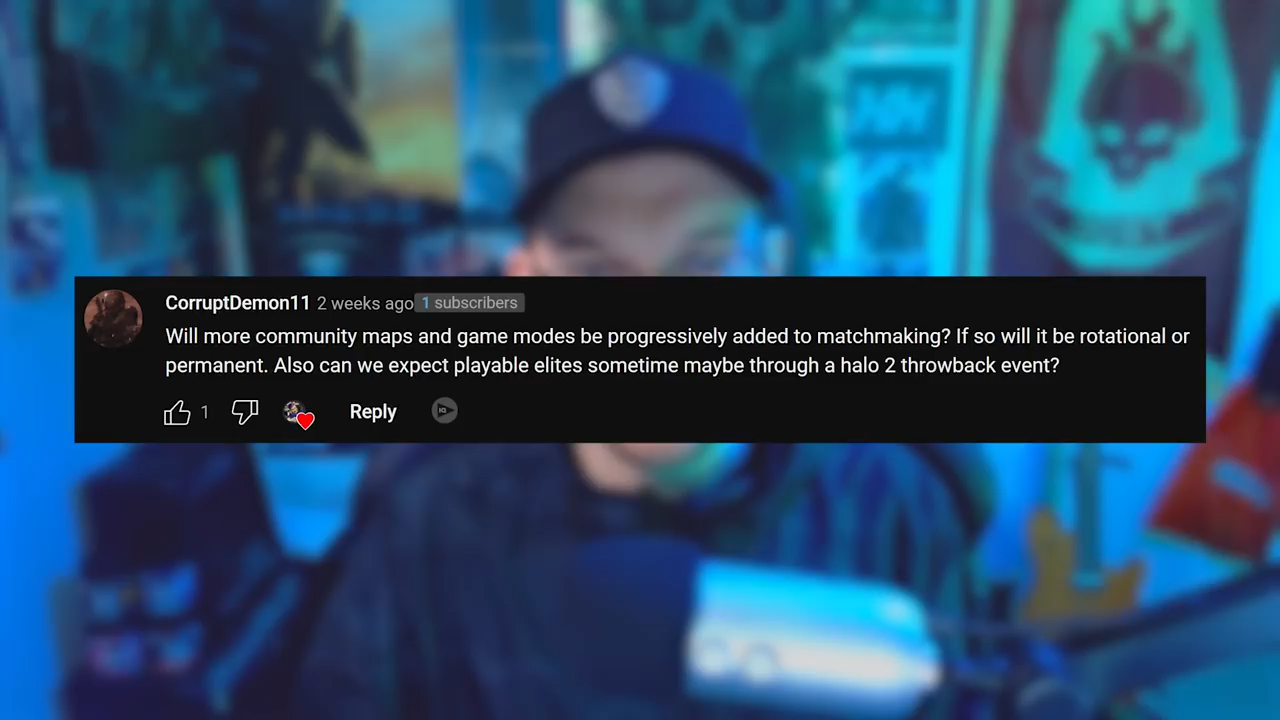 CorruptDemon11 2 weeks ago 1 subscribers
Will more community maps and game modes be progressively added to matchmaking? If so will it be rotational or
permanent. Also can we expect playable elites sometime maybe through a halo 2 throwback event?
1 Reply